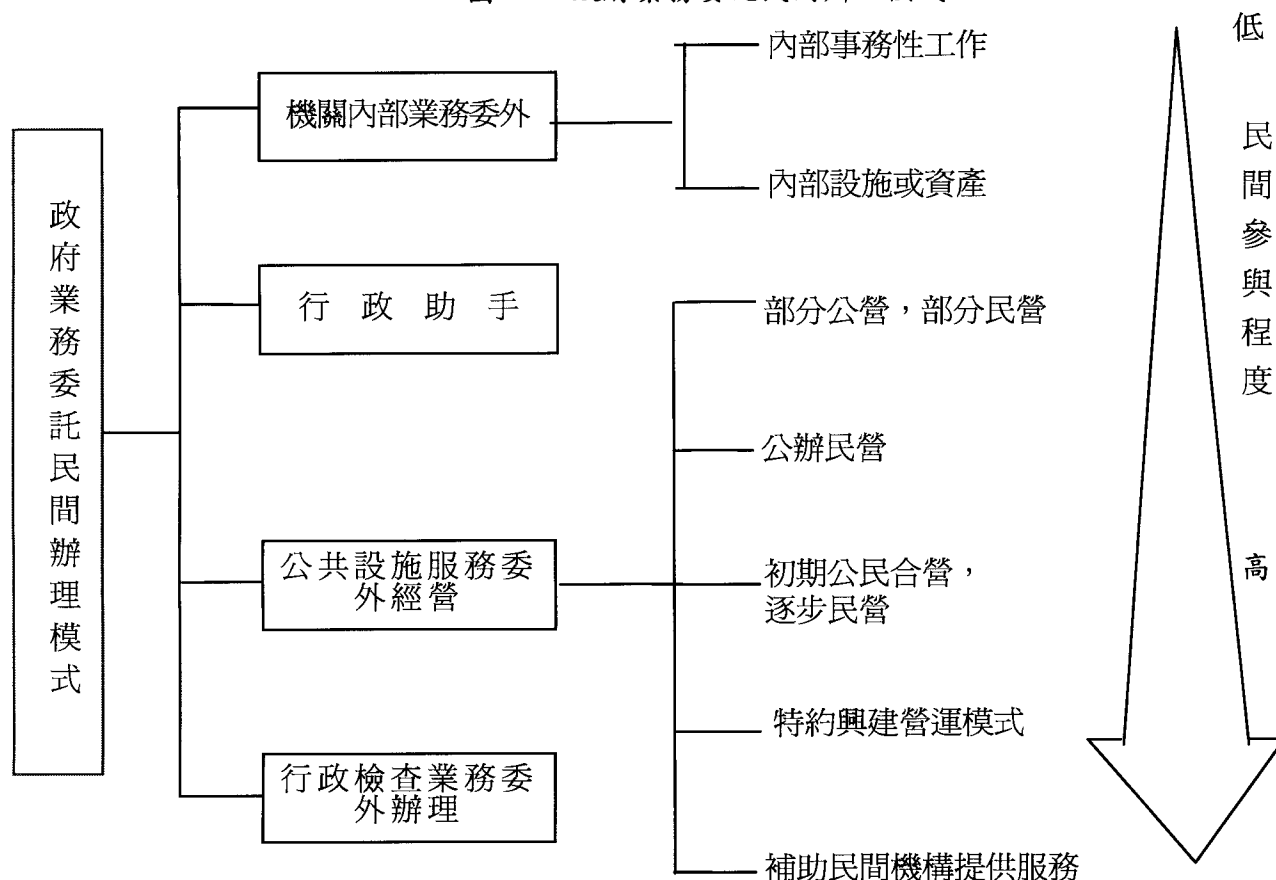 低
內部事務性工作
機關內部業務委外
民間參與程度
內部設施或資產
政府業務委託民間辦理模式
行政助手
部分公營，部分民營
公辦民營
公共設施服務委
外經營
初期公民合營，
逐步民營
高
特約興建營運模式
行政檢查業務委
外辦理
補助民間機構提供服務